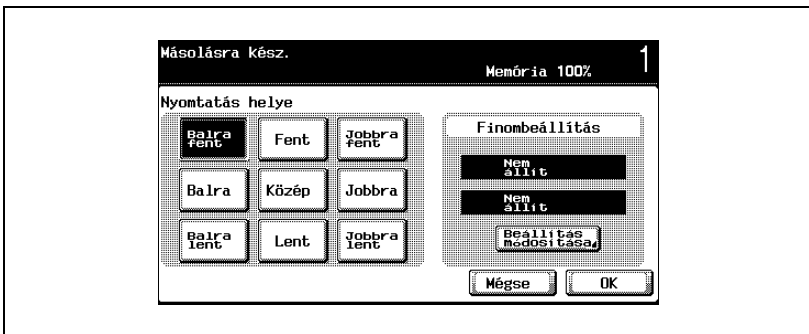 Másolásra kész.
1
Memória 100%
Nyomtatás helye
Balra
fent
Fent
Jobbra
fent
Balra
Közép
Jobbra
Balra
lent
Lent
Jobbra
lent
Finombeállítás
Nem
állít
Nem
állít
Beállítás
módosítása
Mégse
OK